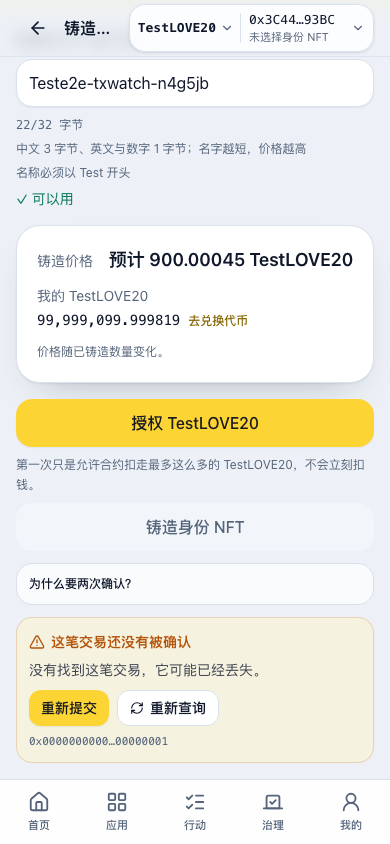 铸造...
TestLOVE20
0x3C44…93BC
未选择身份 NFT
Teste2e-txwatch-n4g5jb
22/32 字节
中文 3 字节、英文与数字 1 字节；名字越短，价格越高
名称必须以 Test 开头
可以用
铸造价格 预计 900.00045 TestLOVE20
我的 TestLOVE20
99,999,099.999819 去兑换代币
价格随已铸造数量变化。
授权 TestLOVE20
第一次只是允许合约扣走最多这么多的 TestLOVE20，不会立刻扣
钱。
铸造身份 NFT
为什么要两次确认?
这笔交易还没有被确认
没有找到这笔交易，它可能已经丢失。
重新提交 重新查询
0x0000000000…00000001
首页 应用 行动 治理 我的